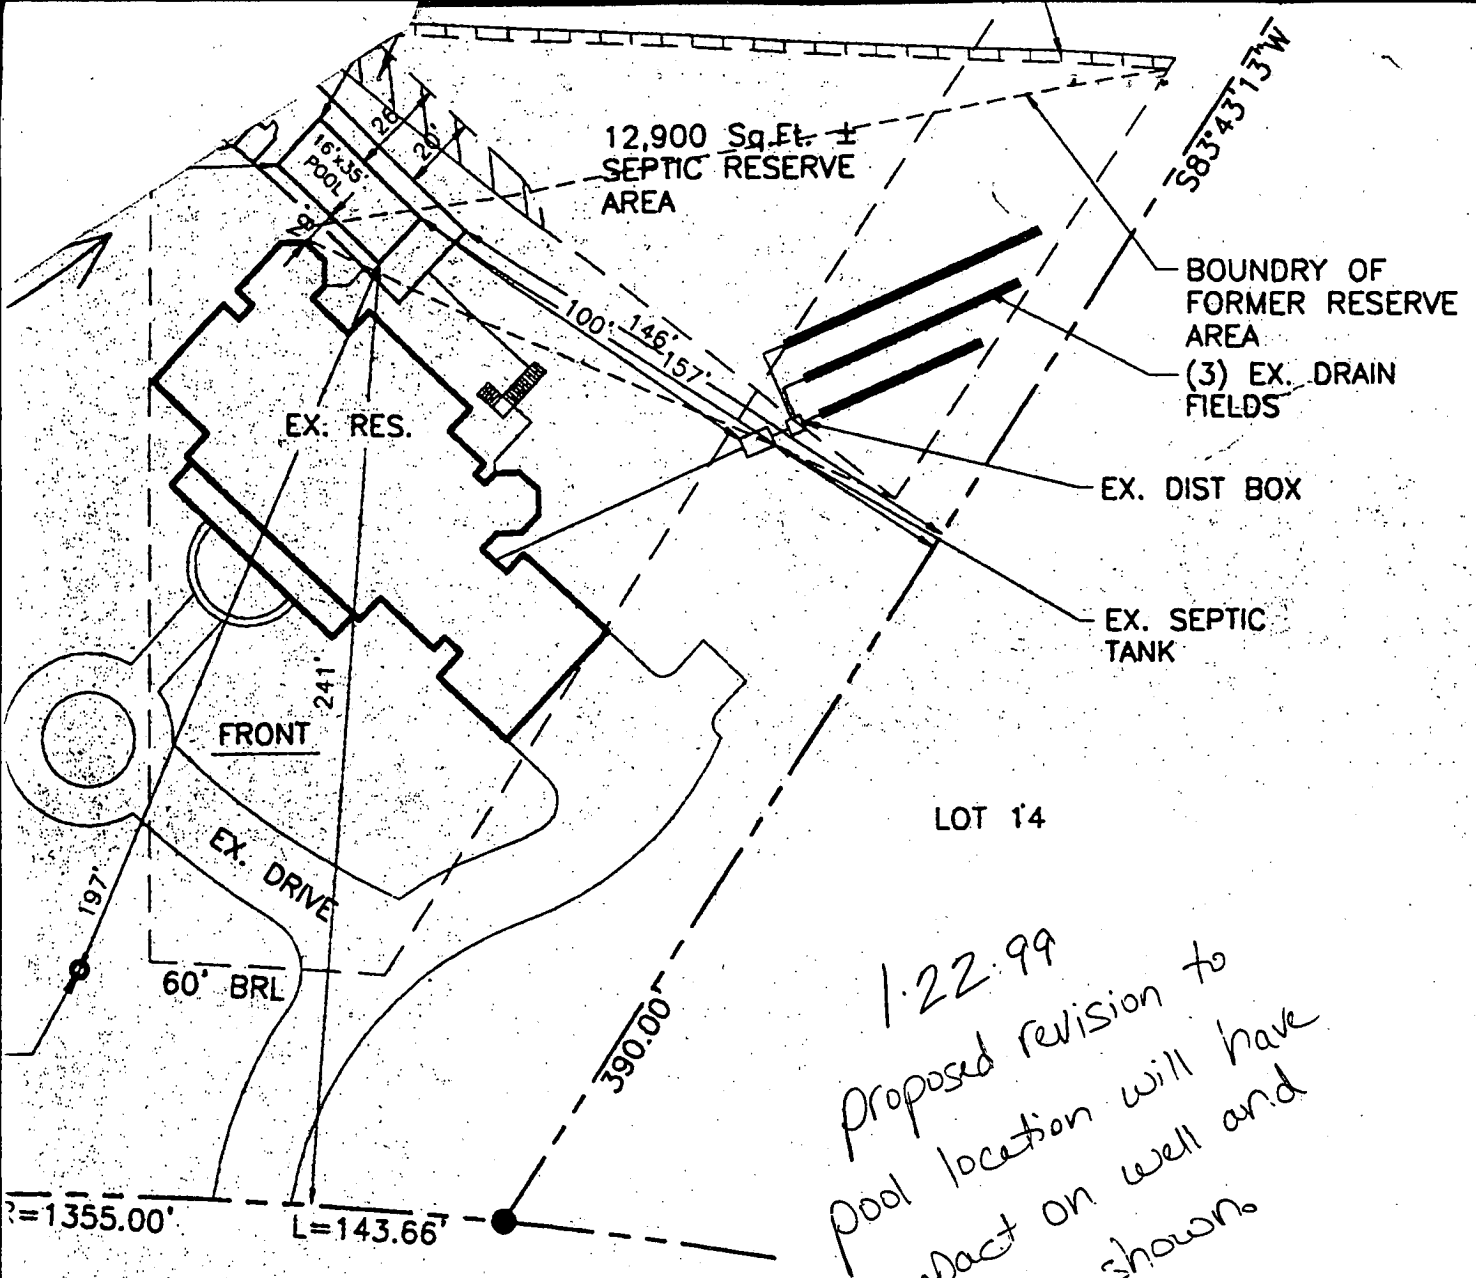 12,900 Sq.Ft. ±
SEPTIC RESERVE
AREA
S83°43'13"W
26'
20'
16'x35'
POOL
28'
BOUNDRY OF
FORMER RESERVE
AREA
(3) EX. DRAIN
FIELDS
100'
146'
157'
EX. RES.
EX. DIST BOX
EX. SEPTIC
TANK
241'
FRONT
LOT 14
EX. DRIVE
197'
60' BRL
390.00'
1.22.99
proposed revision to
pool location will have
on well and
shown.
=1355.00'
L=143.66'